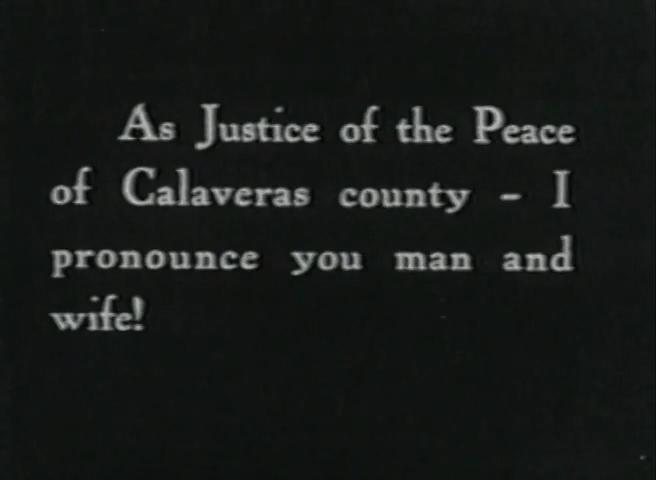 As Justice of the Peace
of Calaveras county - I
pronounce you man and
wife!